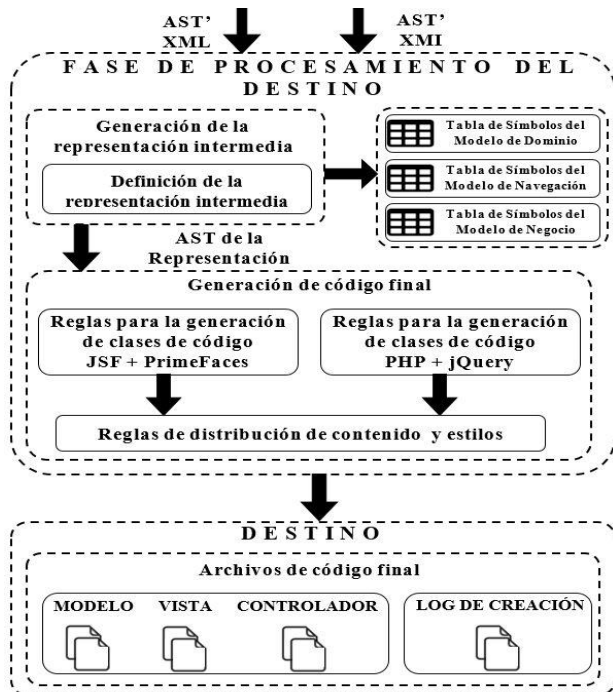 AST’ AST’
XML XMI
FASE DE PROCESAMIENTO DEL
DESTINO
Generación de la
representación intermedia
Definición de la
representación intermedia
Tabla de Símbolos del
Modelo de Dominio
Tabla de Símbolos del
Modelo de Navegación
Tabla de Símbolos del
Modelo de Negocio
AST de la
Representación
Generación de código final
Reglas para la generación
de clases de código
JSF + PrimeFaces
Reglas para la generación
de clases de código
PHP + jQuery
Reglas de distribución de contenido y estilos
DESTINO
Archivos de código final
MODELO VISTA CONTROLADOR LOG DE CREACIÓN